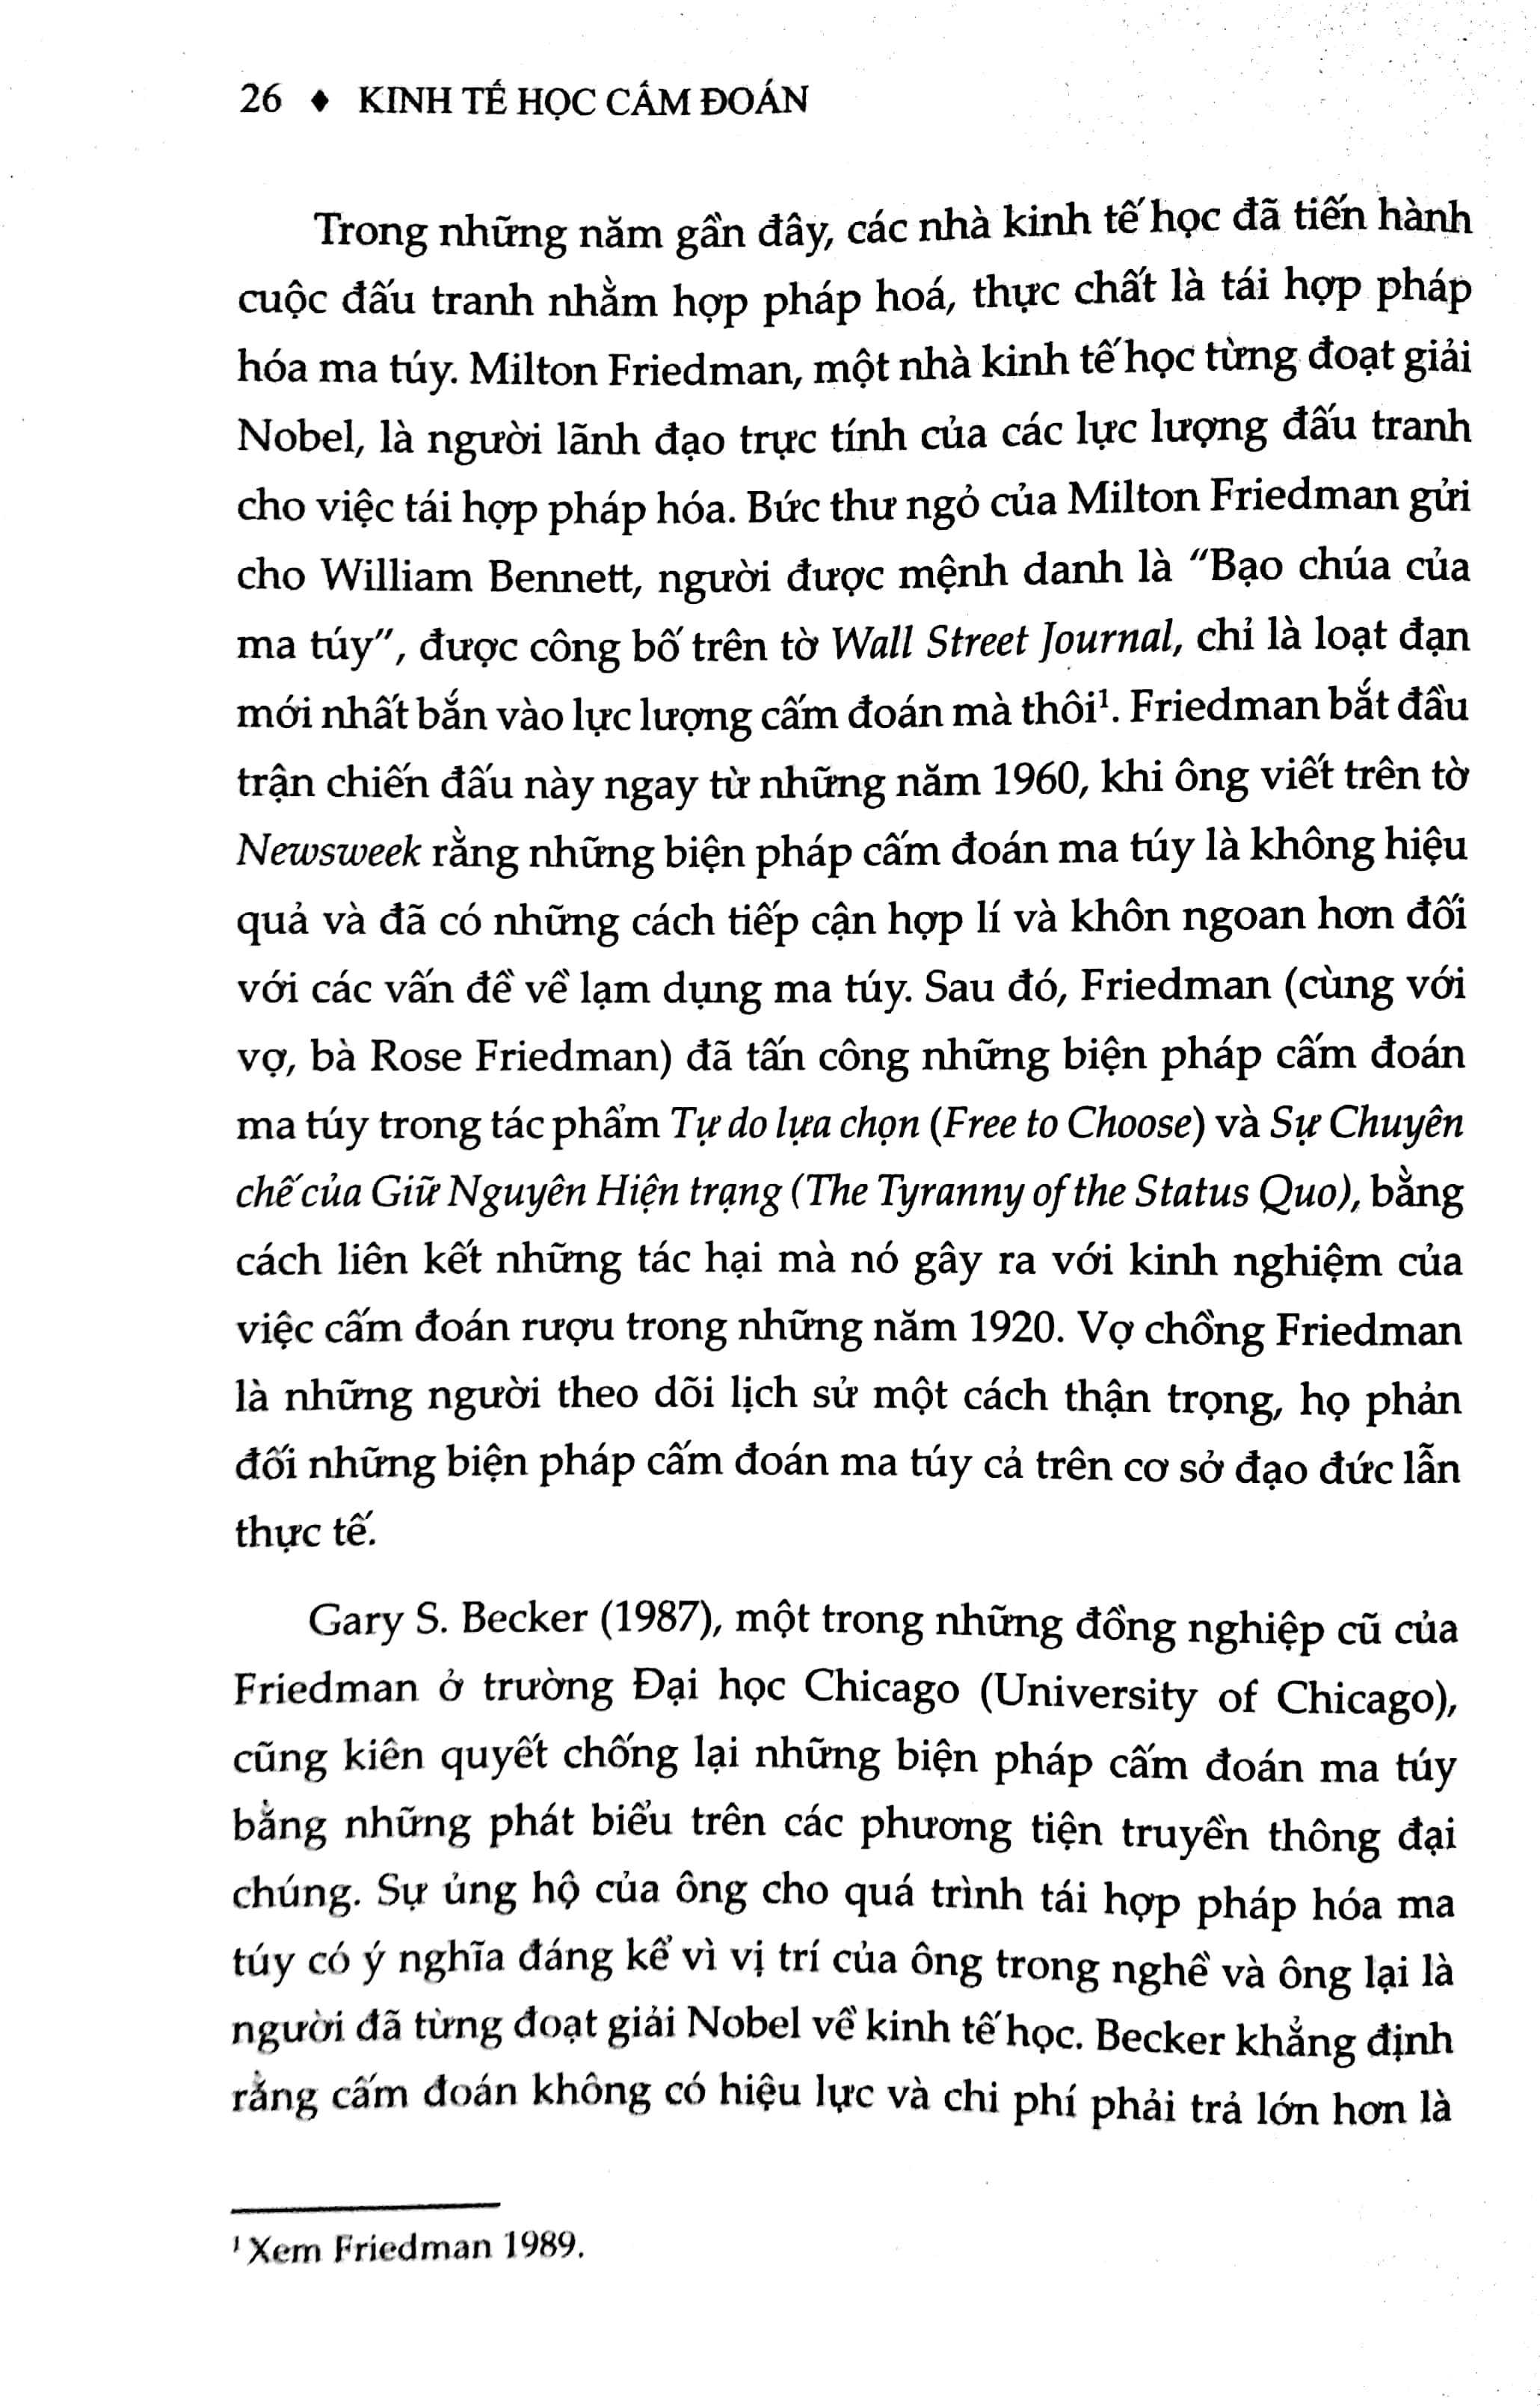 26 ♦ KINH TẾ HỌC CẤM ĐOÁN
Trong những năm gần đây, các nhà kinh tế học đã tiến hành
cuộc đấu tranh nhằm hợp pháp hoá, thực chất là tái hợp pháp
hóa ma túy. Milton Friedman, một nhà kinh tế học từng đoạt giải
Nobel, là người lãnh đạo trực tính của các lực lượng đấu tranh
cho việc tái hợp pháp hóa. Bức thư ngỏ của Milton Friedman gửi
cho William Bennett, người được mệnh danh là "Bạo chúa của
ma túy", được công bố trên tờ Wall Street Journal, chỉ là loạt đạn
mới nhất bắn vào lực lượng cấm đoán mà thôi¹. Friedman bắt đầu
trận chiến đấu này ngay từ những năm 1960, khi ông viết trên tờ
Newsweek rằng những biện pháp cấm đoán ma túy là không hiệu
quả và đã có những cách tiếp cận hợp lí và khôn ngoan hơn đối
với các vấn đề về lạm dụng ma túy. Sau đó, Friedman (cùng với
vợ, bà Rose Friedman) đã tấn công những biện pháp cấm đoán
ma túy trong tác phẩm Tự do lựa chọn (Free to Choose) và Sự Chuyên
chế của Giữ Nguyên Hiện trạng (The Tyranny of the Status Quo), bằng
cách liên kết những tác hại mà nó gây ra với kinh nghiệm của
việc cấm đoán rượu trong những năm 1920. Vợ chồng Friedman
là những người theo dõi lịch sử một cách thận trọng, họ phản
đối những biện pháp cấm đoán ma túy cả trên cơ sở đạo đức lẫn
thực tế.
Gary S. Becker (1987), một trong những đồng nghiệp cũ của
Friedman ở trường Đại học Chicago (University of Chicago),
cũng kiên quyết chống lại những biện pháp cấm đoán ma túy
bằng những phát biểu trên các phương tiện truyền thông đại
chúng. Sự ủng hộ của ông cho quá trình tái hợp pháp hóa ma
túy có ý nghĩa đáng kể vì vị trí của ông trong nghề và ông lại là
người đã từng đoạt giải Nobel về kinh tế học. Becker khẳng định
rằng cấm đoán không có hiệu lực và chi phí phải trả lớn hơn là
¹ Xem Friedman 1989.